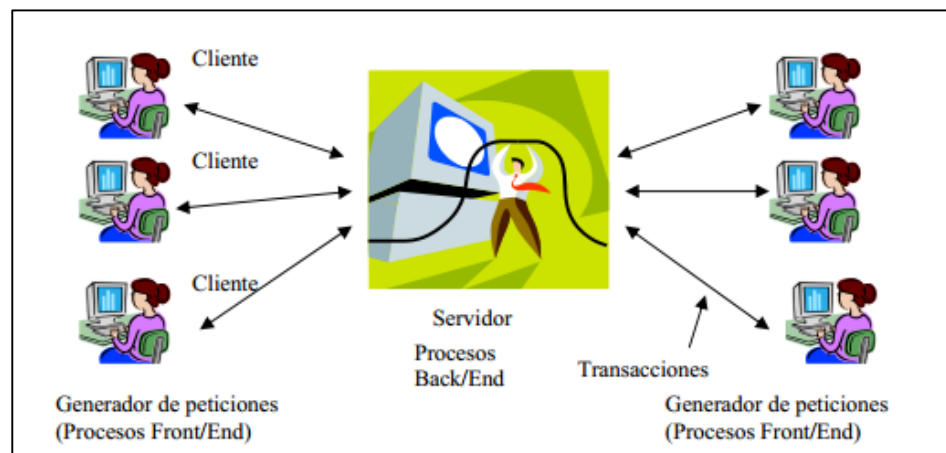 Cliente
Cliente
Cliente
Servidor
Procesos
Back/End
Transacciones
Generador de peticiones
(Procesos Front/End)
Generador de peticiones
(Procesos Front/End)